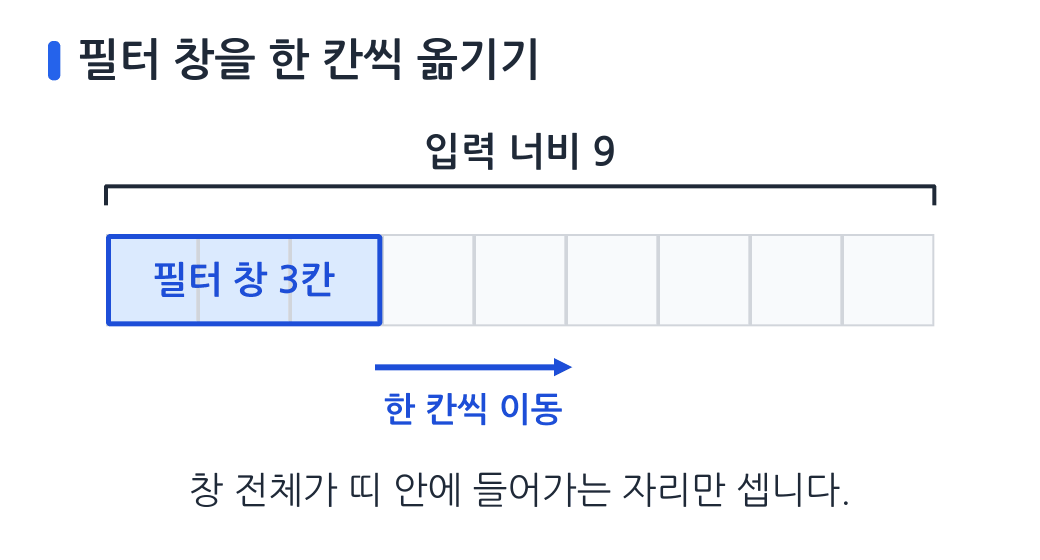 필터 창을 한 칸씩 옮기기
입력 너비 9
필터 창 3칸
한 칸씩 이동
창 전체가 띠 안에 들어가는 자리만 셉니다.